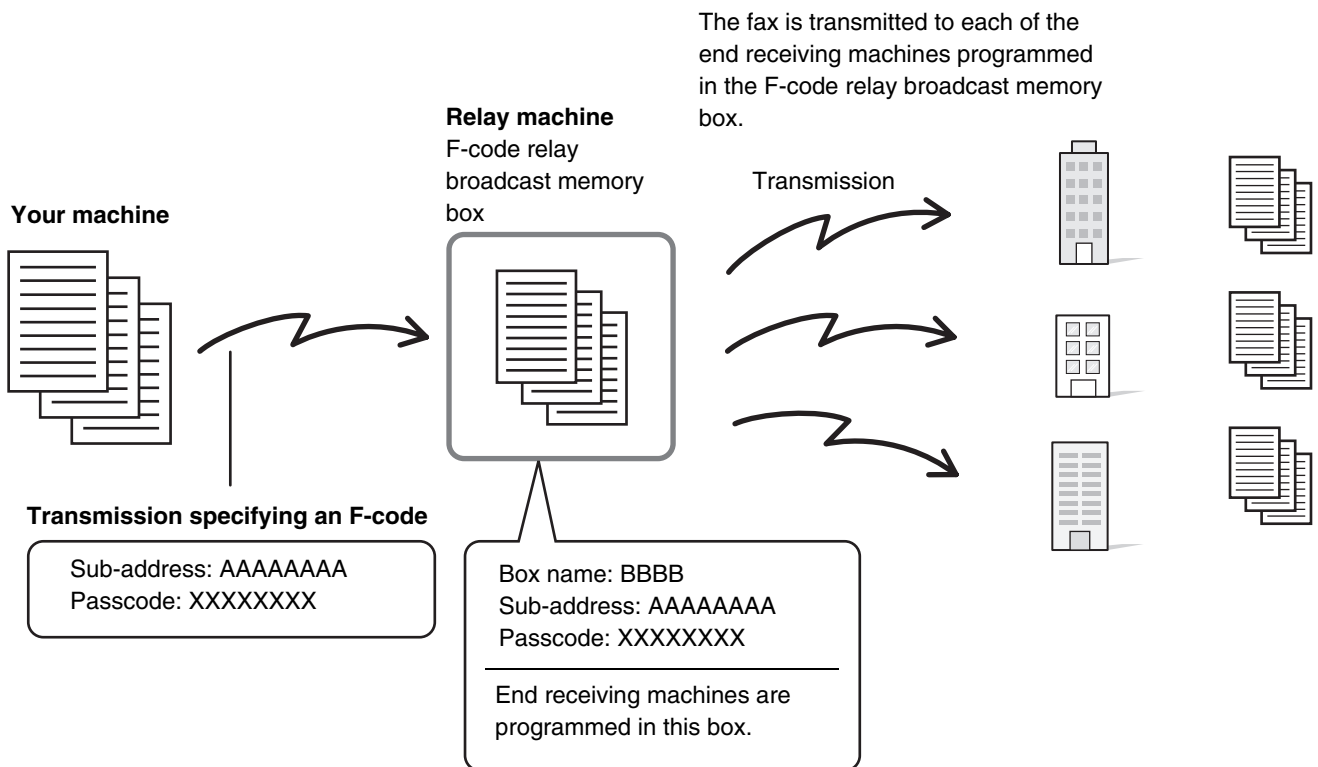 The fax is transmitted to each of the
end receiving machines programmed
in the F-code relay broadcast memory
box.
Relay machine
F-code relay
broadcast memory
box
Transmission
Your machine
Transmission specifying an F-code
Sub-address: AAAAAAAA
Passcode: XXXXXXXX
Box name: BBBB
Sub-address: AAAAAAAA
Passcode: XXXXXXXX
End receiving machines are
programmed in this box.